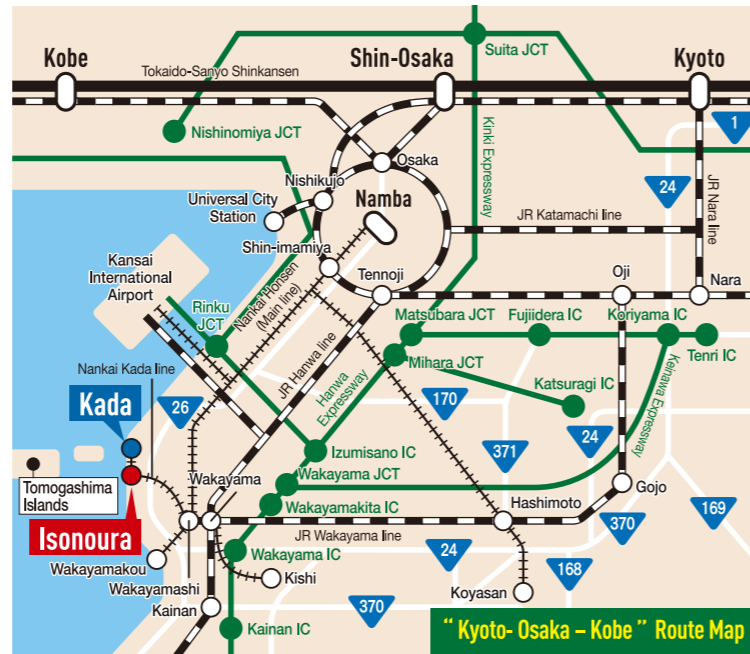 Kobe
Shin-Osaka
Kyoto
Suita JCT
Tokaido-Sanyo Shinkansen
Nishinomiya JCT
1
Kinki Expressway
Osaka
Nishikujo
24
JR Nara line
Universal City
Station
Namba
JR Katamachi line
Shin-imamiya
Kansai
International
Airport
Tennoji
Oji
Nara
Rinku
JCT
Nankai Honsen
(Main line)
Matsubara JCT
Fujiidera IC
Koriyama IC
Tenri IC
Mihara JCT
Nankai Kada line
JR Hanwa line
Hanwa
Expressway
Katsuragi IC
Keinawa Expressway
Kada
26
170
371
24
Izumisano IC
Wakayama
Wakayama JCT
Gojo
Tomogashima
Islands
Wakayamakita IC
Hashimoto
169
Isonoura
JR Wakayama line
370
Wakayama IC
24
168
Wakayamakou
Kishi
Wakayamashi
Koyasan
Kainan
370
Kainan IC
“ Kyoto- Osaka – Kobe ” Route Map